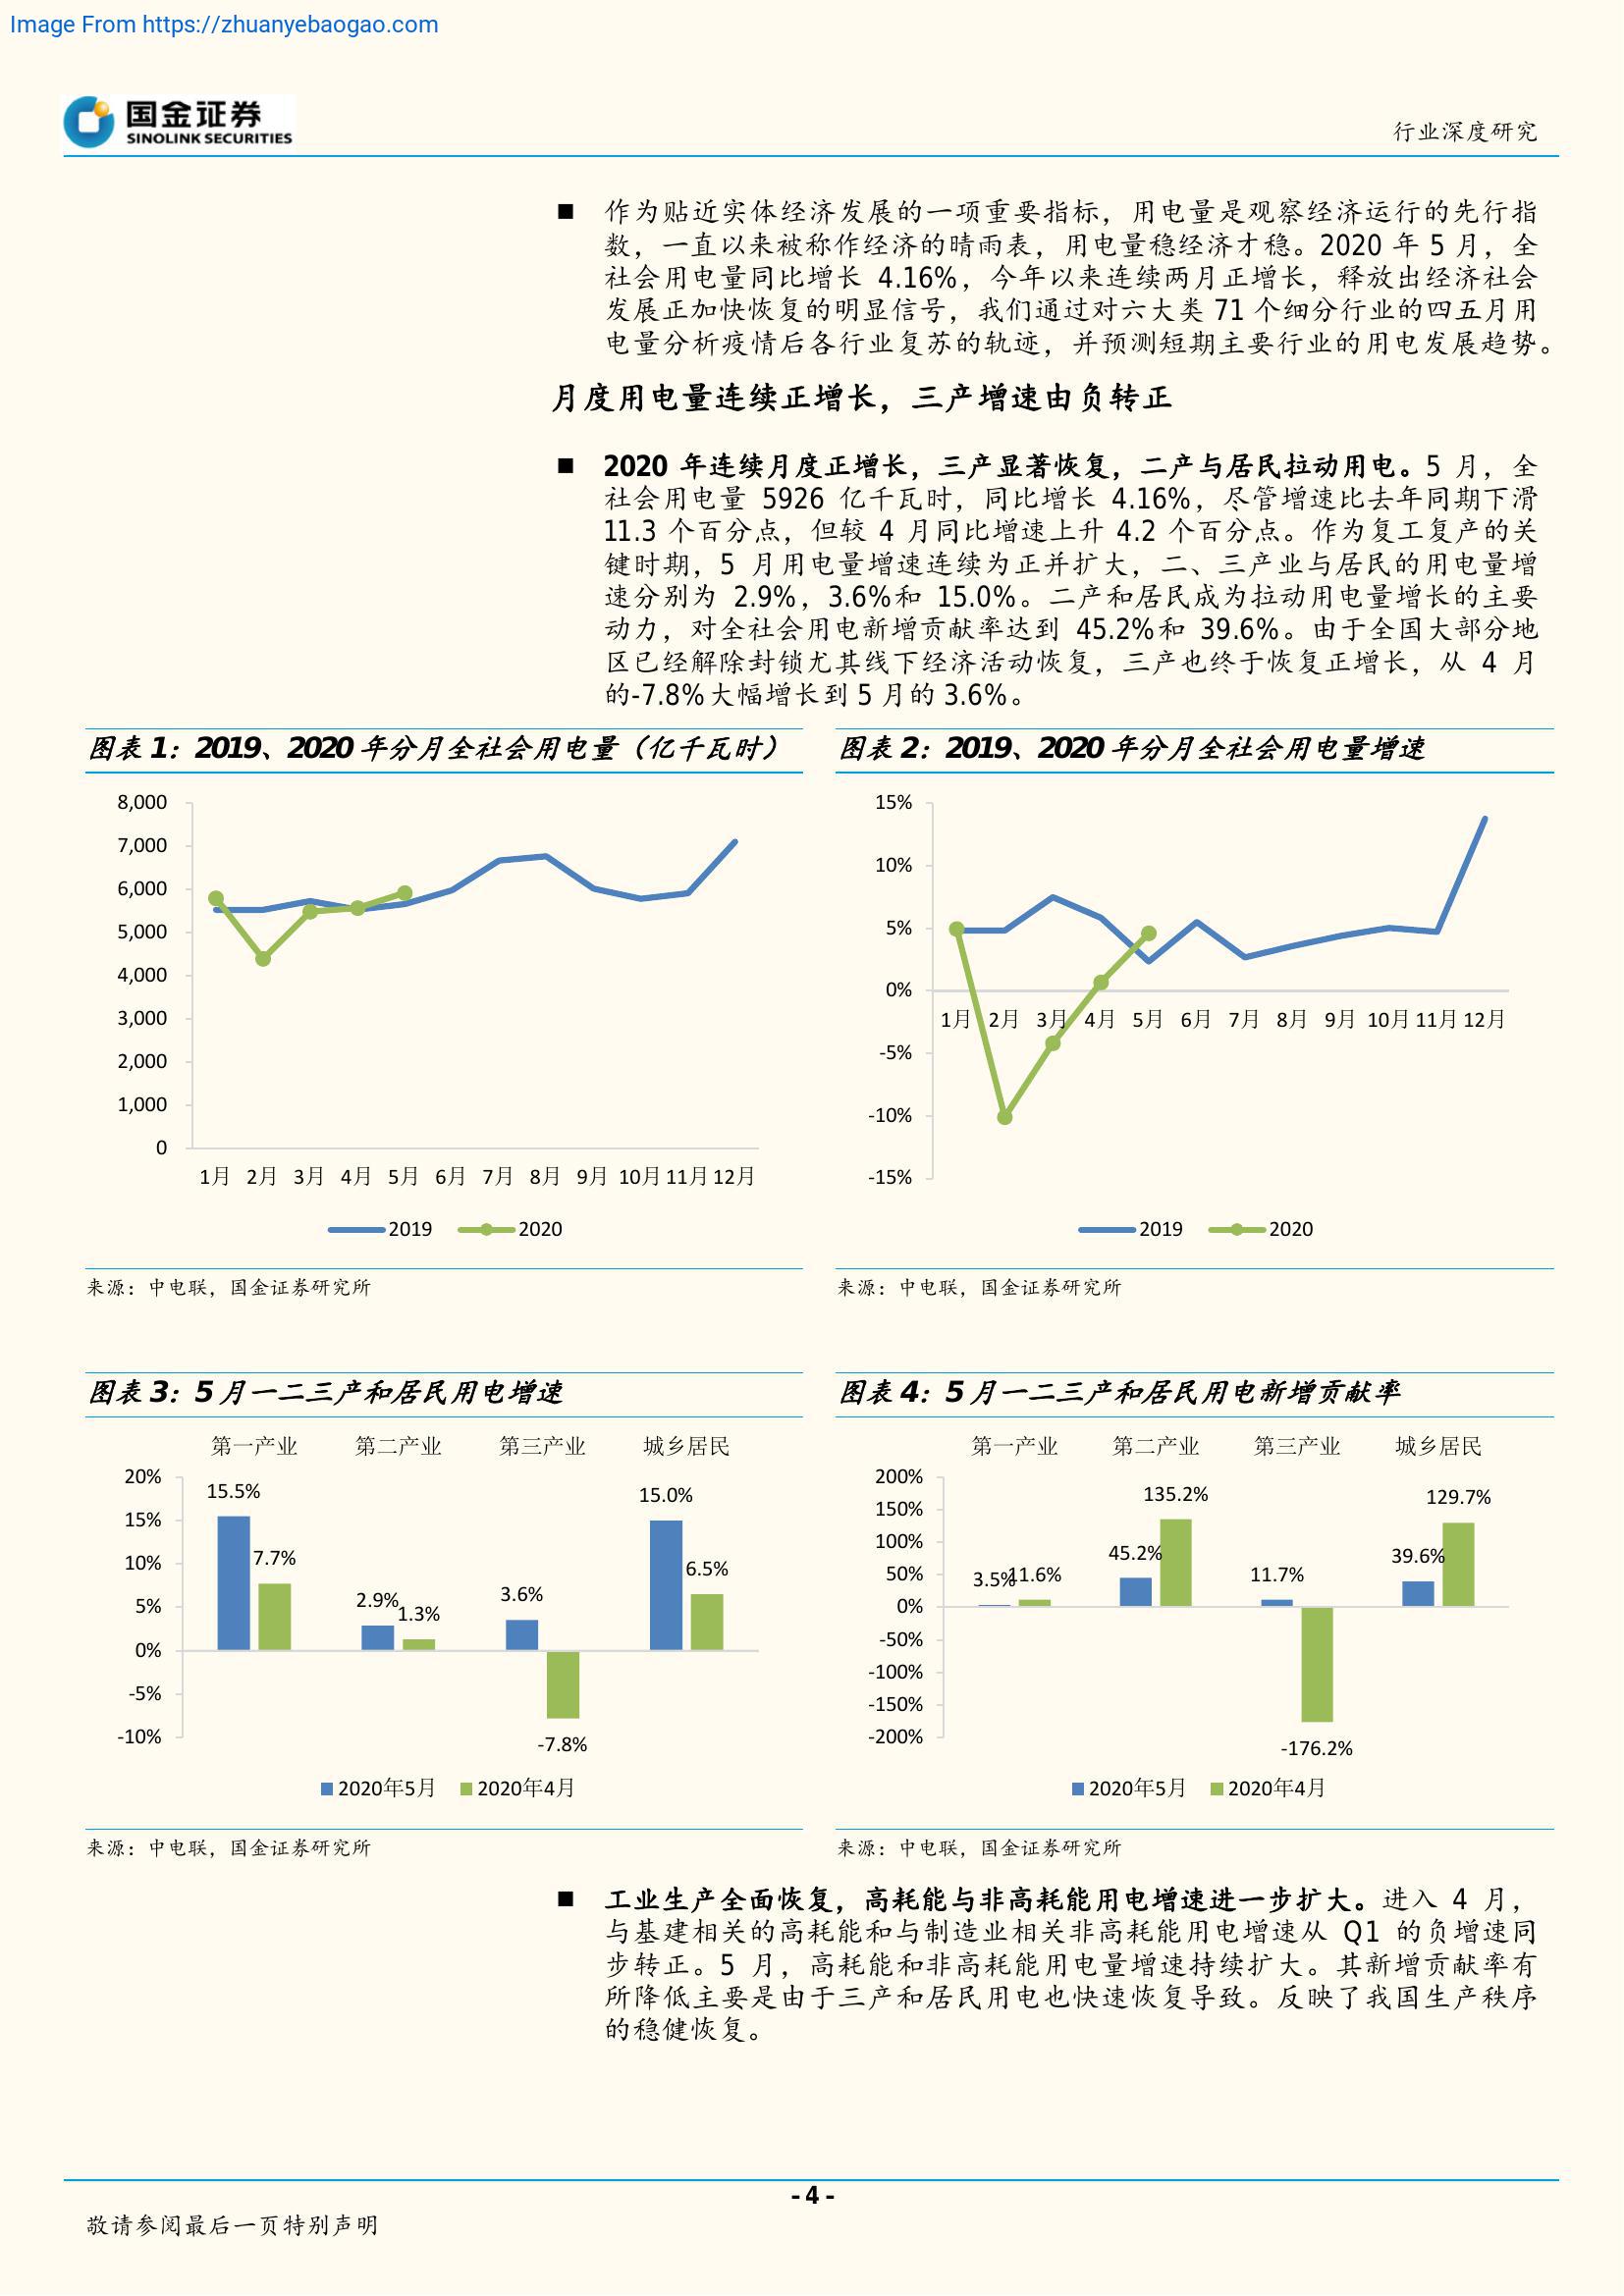 Image From https://zhuanyebaogao.com
国金证券
SINOLINK SECURITIES
行业深度研究
■ 作为贴近实体经济发展的一项重要指标，用电量是观察经济运行的先行指
数，一直以来被称作经济的晴雨表，用电量稳经济才稳。2020 年 5 月，全
社会用电量同比增长 4.16%，今年以来连续两月正增长，释放出经济社会
发展正加快恢复的明显信号，我们通过对六大类 71 个细分行业的四五月用
电量分析疫情后各行业复苏的轨迹，并预测短期主要行业的用电发展趋势。
月度用电量连续正增长，三产增速由负转正
■ 2020 年连续月度正增长，三产显著恢复，二产与居民拉动用电。5 月，全
社会用电量 5926 亿千瓦时，同比增长 4.16%，尽管增速比去年同期下滑
11.3 个百分点，但较 4 月同比增速上升 4.2 个百分点。作为复工复产的关
键时期，5 月用电量增速连续为正并扩大，二、三产业与居民的用电量增
速分别为 2.9%，3.6%和 15.0%。二产和居民成为拉动用电量增长的主要
动力，对全社会用电新增贡献率达到 45.2%和 39.6%。由于全国大部分地
区已经解除封锁尤其线下经济活动恢复，三产也终于恢复正增长，从 4 月
的-7.8%大幅增长到 5 月的 3.6%。
图表 1：2019、2020 年分月全社会用电量（亿千瓦时）
8,000
7,000
6,000
5,000
4,000
3,000
2,000
1,000
0
1月 2月 3月 4月 5月 6月 7月 8月 9月 10月 11月 12月
2019 2020
来源：中电联，国金证券研究所
图表 2：2019、2020 年分月全社会用电量增速
15%
10%
5%
0%
1月 2月 3月 4月 5月 6月 7月 8月 9月 10月 11月 12月
-5%
-10%
-15%
2019 2020
来源：中电联，国金证券研究所
图表 3：5 月一二三产和居民用电增速
第一产业 第二产业 第三产业 城乡居民
20%
15%
10%
5%
0%
-5%
-10%
15.5% 7.7% 2.9% 1.3% 3.6% -7.8% 15.0% 6.5%
2020年5月 2020年4月
来源：中电联，国金证券研究所
图表 4：5 月一二三产和居民用电新增贡献率
第一产业 第二产业 第三产业 城乡居民
200%
150%
100%
50%
0%
-50%
-100%
-150%
-200%
3.5% 11.6% 45.2% 135.2% 11.7% -176.2% 39.6% 129.7%
2020年5月 2020年4月
来源：中电联，国金证券研究所
■ 工业生产全面恢复，高耗能与非高耗能用电增速进一步扩大。进入 4 月，
与基建相关的高耗能和与制造业相关非高耗能用电增速从 Q1 的负增速同
步转正。5 月，高耗能和非高耗能用电量增速持续扩大。其新增贡献率有
所降低主要是由于三产和居民用电也快速恢复导致。反映了我国生产秩序
的稳健恢复。
- 4 -
敬请参阅最后一页特别声明